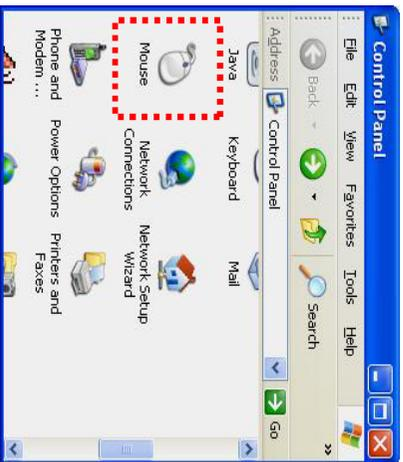 Control Panel
File Edit View Favorites Tools Help
Back Search »
Address Control Panel Go
Java Keyboard Mail
Mouse Network Connections Network Setup Wizard
Phone and Modem ... Power Options Printers and Faxes